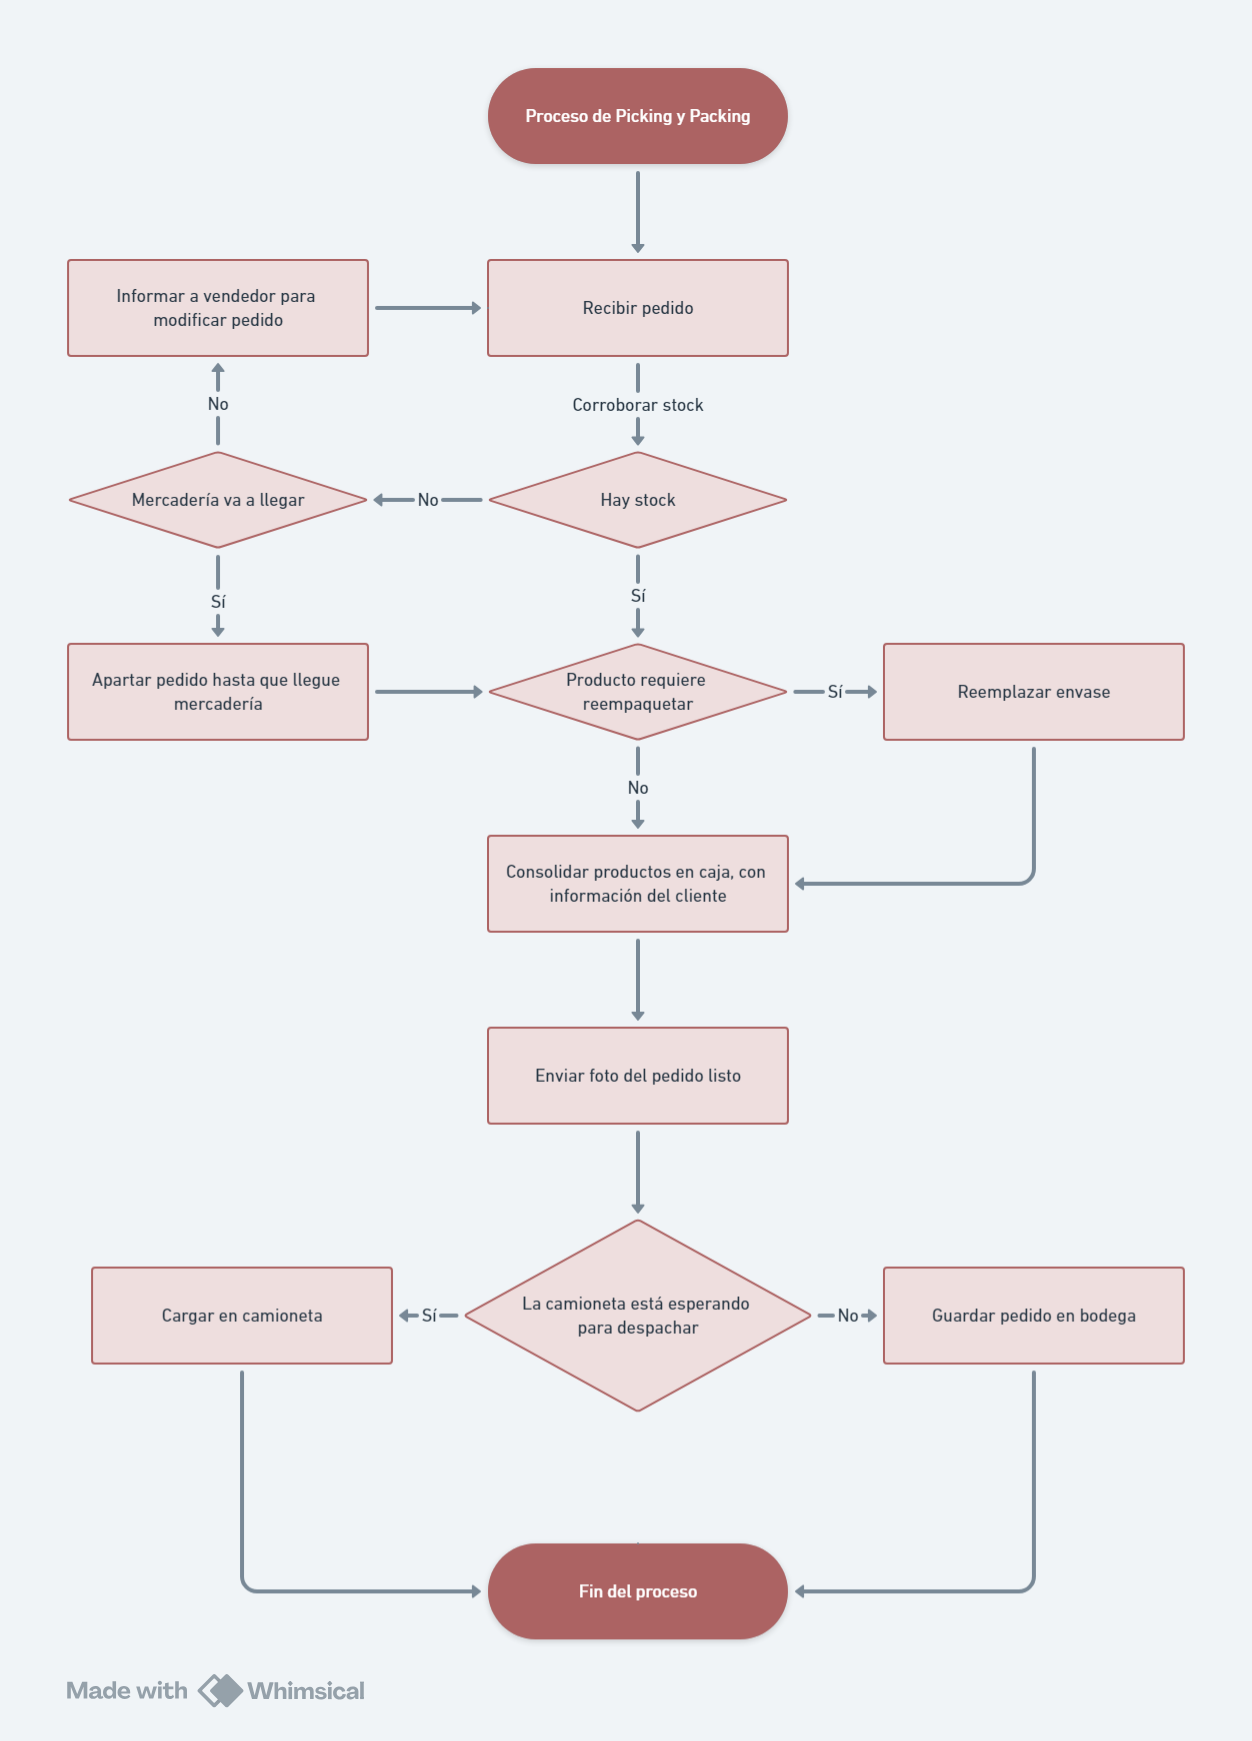 Proceso de Picking y Packing
Informar a vendedor para
modificar pedido
Recibir pedido
No
Corroborar stock
Mercadería va a llegar
No
Hay stock
Sí
Sí
Apartar pedido hasta que llegue
mercadería
Producto requiere
reempaquetar
Sí
Reemplazar envase
No
Consolidar productos en caja, con
información del cliente
Enviar foto del pedido listo
Cargar en camioneta
Sí
La camioneta está esperando
para despachar
No
Guardar pedido en bodega
Fin del proceso
Made with Whimsical